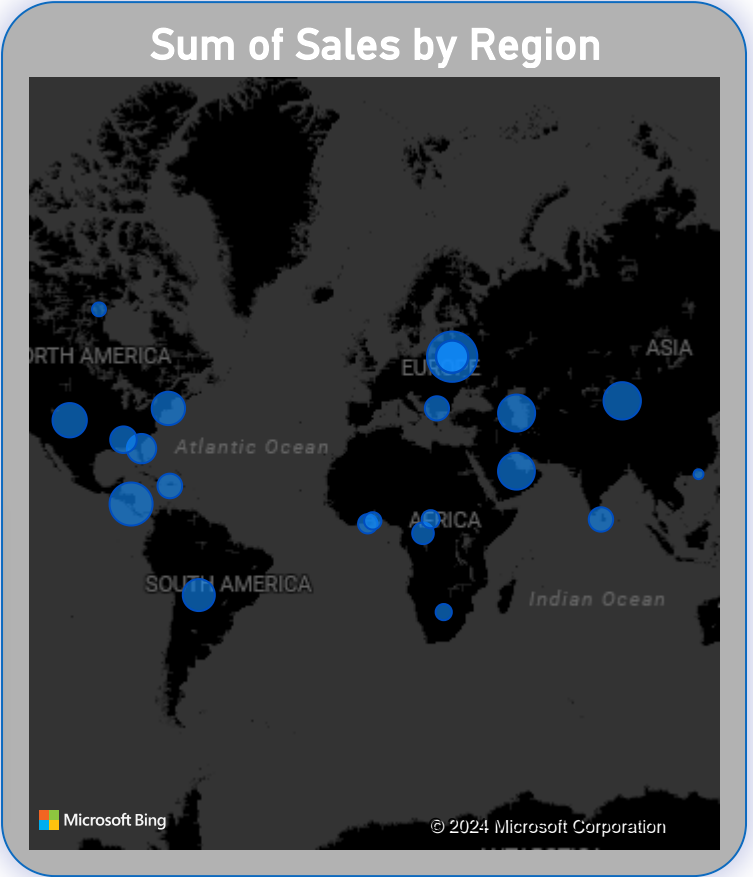 Sum of Sales by Region
ORTH AMERICA
ASIA
EUROPE
Atlantic Ocean
AFRICA
SOUTH AMERICA
Indian Ocean
Microsoft Bing
© 2024 Microsoft Corporation